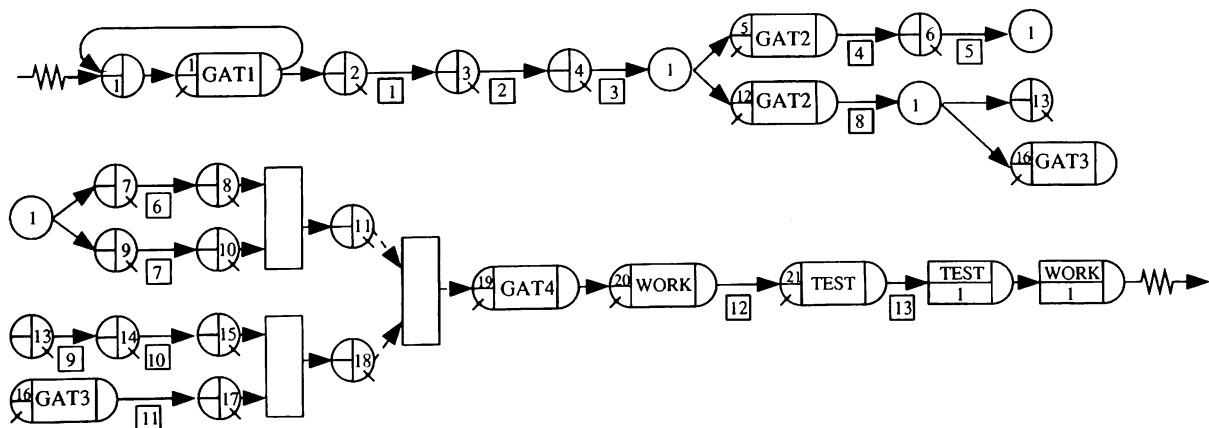 1 1 GAT1 2 1 3 2 4 3 1
5 GAT2 4 6 5 1
12 GAT2 8 1 13
16 GAT3
1 7 6 8
9 7 10
11
19 GAT4 20 WORK 12 21 TEST 13 TEST 1 WORK 1
13 9 14 10 15
18
16 GAT3 11 17